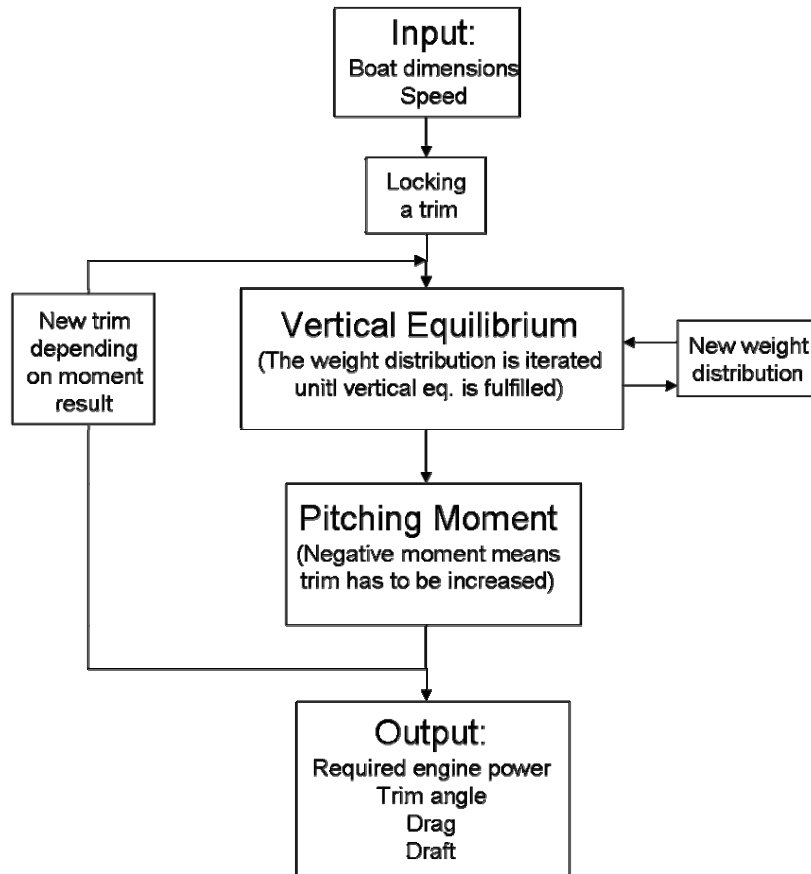 Input:
Boat dimensions
Speed
Locking
a trim
New trim
depending
on moment
result
Vertical Equilibrium
(The weight distribution is iterated
unitl vertical eq. is fulfilled)
New weight
distribution
Pitching Moment
(Negative moment means
trim has to be increased)
Output:
Required engine power
Trim angle
Drag
Draft